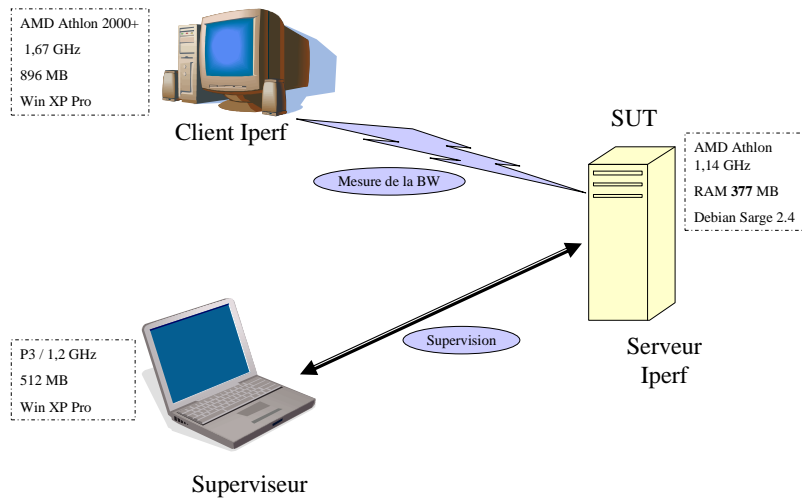 AMD Athlon 2000+
1,67 GHz
896 MB
Win XP Pro
Client Iperf
SUT
Mesure de la BW
AMD Athlon
1,14 GHz
RAM 377 MB
Debian Sarge 2.4
Supervision
Serveur
Iperf
P3 / 1,2 GHz
512 MB
Win XP Pro
Superviseur